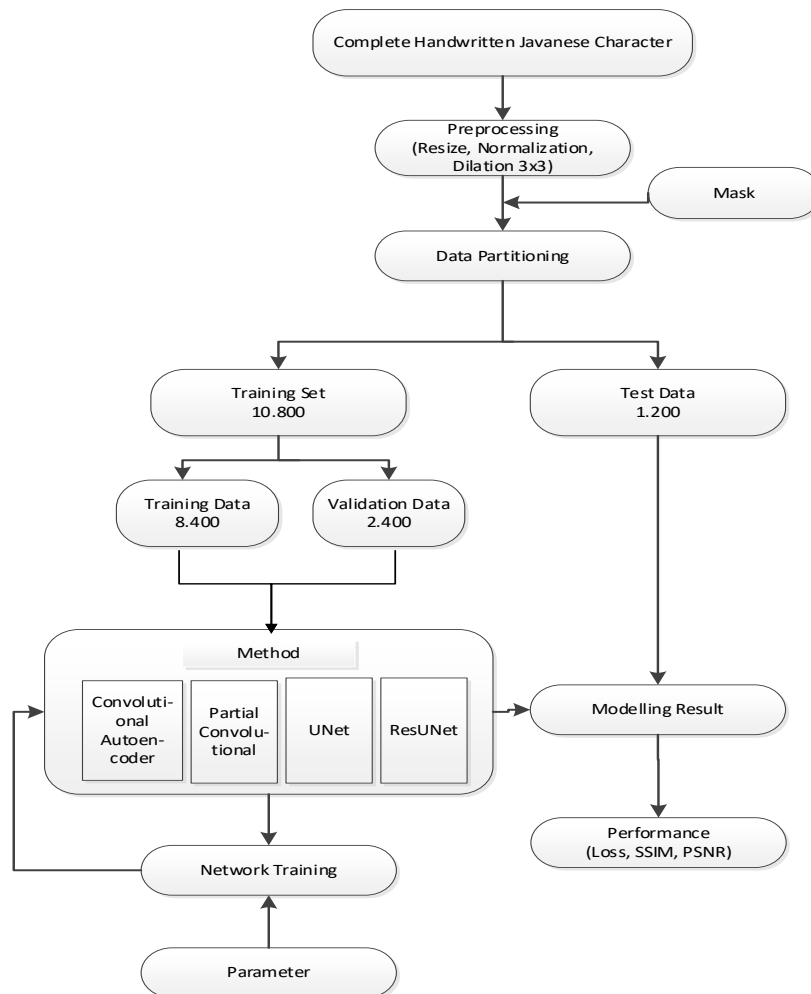 Complete Handwritten Javanese Character
Preprocessing
(Resize, Normalization,
Dilation 3x3)
Mask
Data Partitioning
Training Set
10.800
Test Data
1.200
Training Data
8.400
Validation Data
2.400
Method
Convoluti-
onal
Autoen-
coder
Partial
Convolu-
tional
UNet
ResUNet
Modelling Result
Performance
(Loss, SSIM, PSNR)
Network Training
Parameter